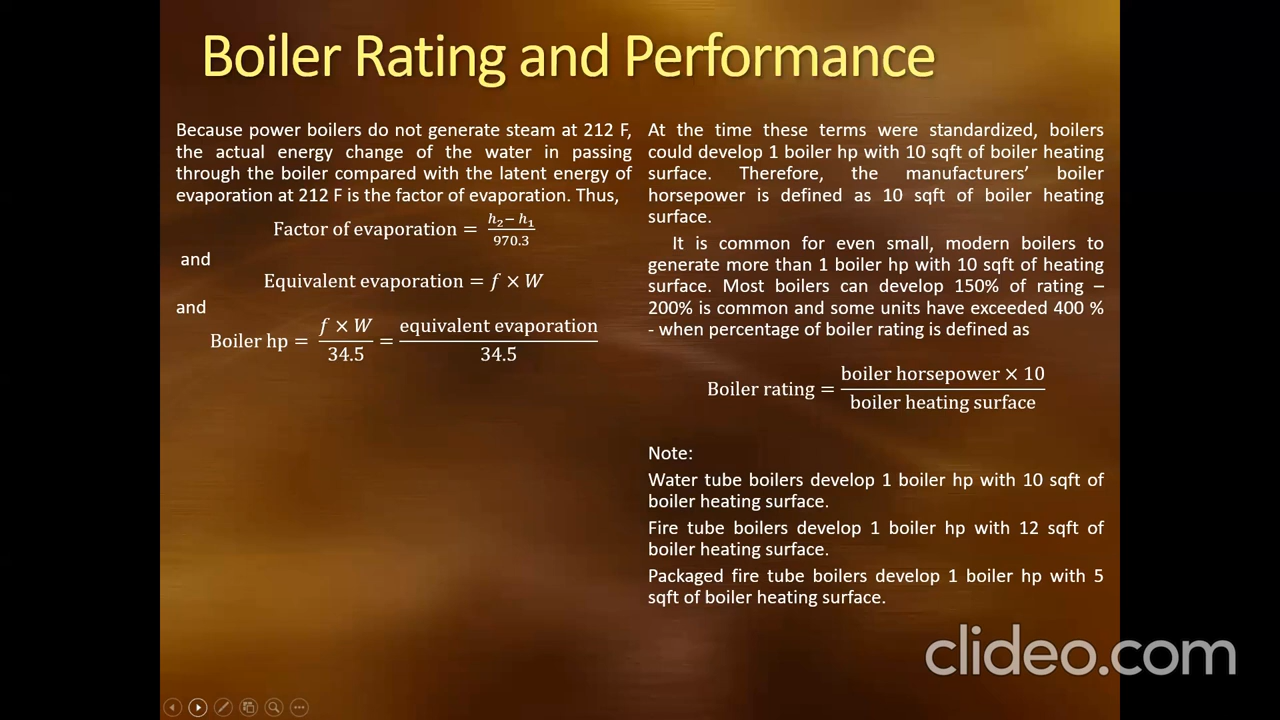 Boiler Rating and Performance
Because power boilers do not generate steam at 212 F,
the actual energy change of the water in passing
through the boiler compared with the latent energy of
evaporation at 212 F is the factor of evaporation. Thus,
Factor of evaporation = h₂− h₁ / 970.3
and
Equivalent evaporation = f × W
and
Boiler hp = f × W / 34.5 = equivalent evaporation / 34.5
At the time these terms were standardized, boilers
could develop 1 boiler hp with 10 sqft of boiler heating
surface. Therefore, the manufacturers’ boiler
horsepower is defined as 10 sqft of boiler heating
surface.
It is common for even small, modern boilers to
generate more than 1 boiler hp with 10 sqft of heating
surface. Most boilers can develop 150% of rating –
200% is common and some units have exceeded 400 %
- when percentage of boiler rating is defined as
Boiler rating = boiler horsepower × 10 / boiler heating surface
Note:
Water tube boilers develop 1 boiler hp with 10 sqft of
boiler heating surface.
Fire tube boilers develop 1 boiler hp with 12 sqft of
boiler heating surface.
Packaged fire tube boilers develop 1 boiler hp with 5
sqft of boiler heating surface.
clideo.com